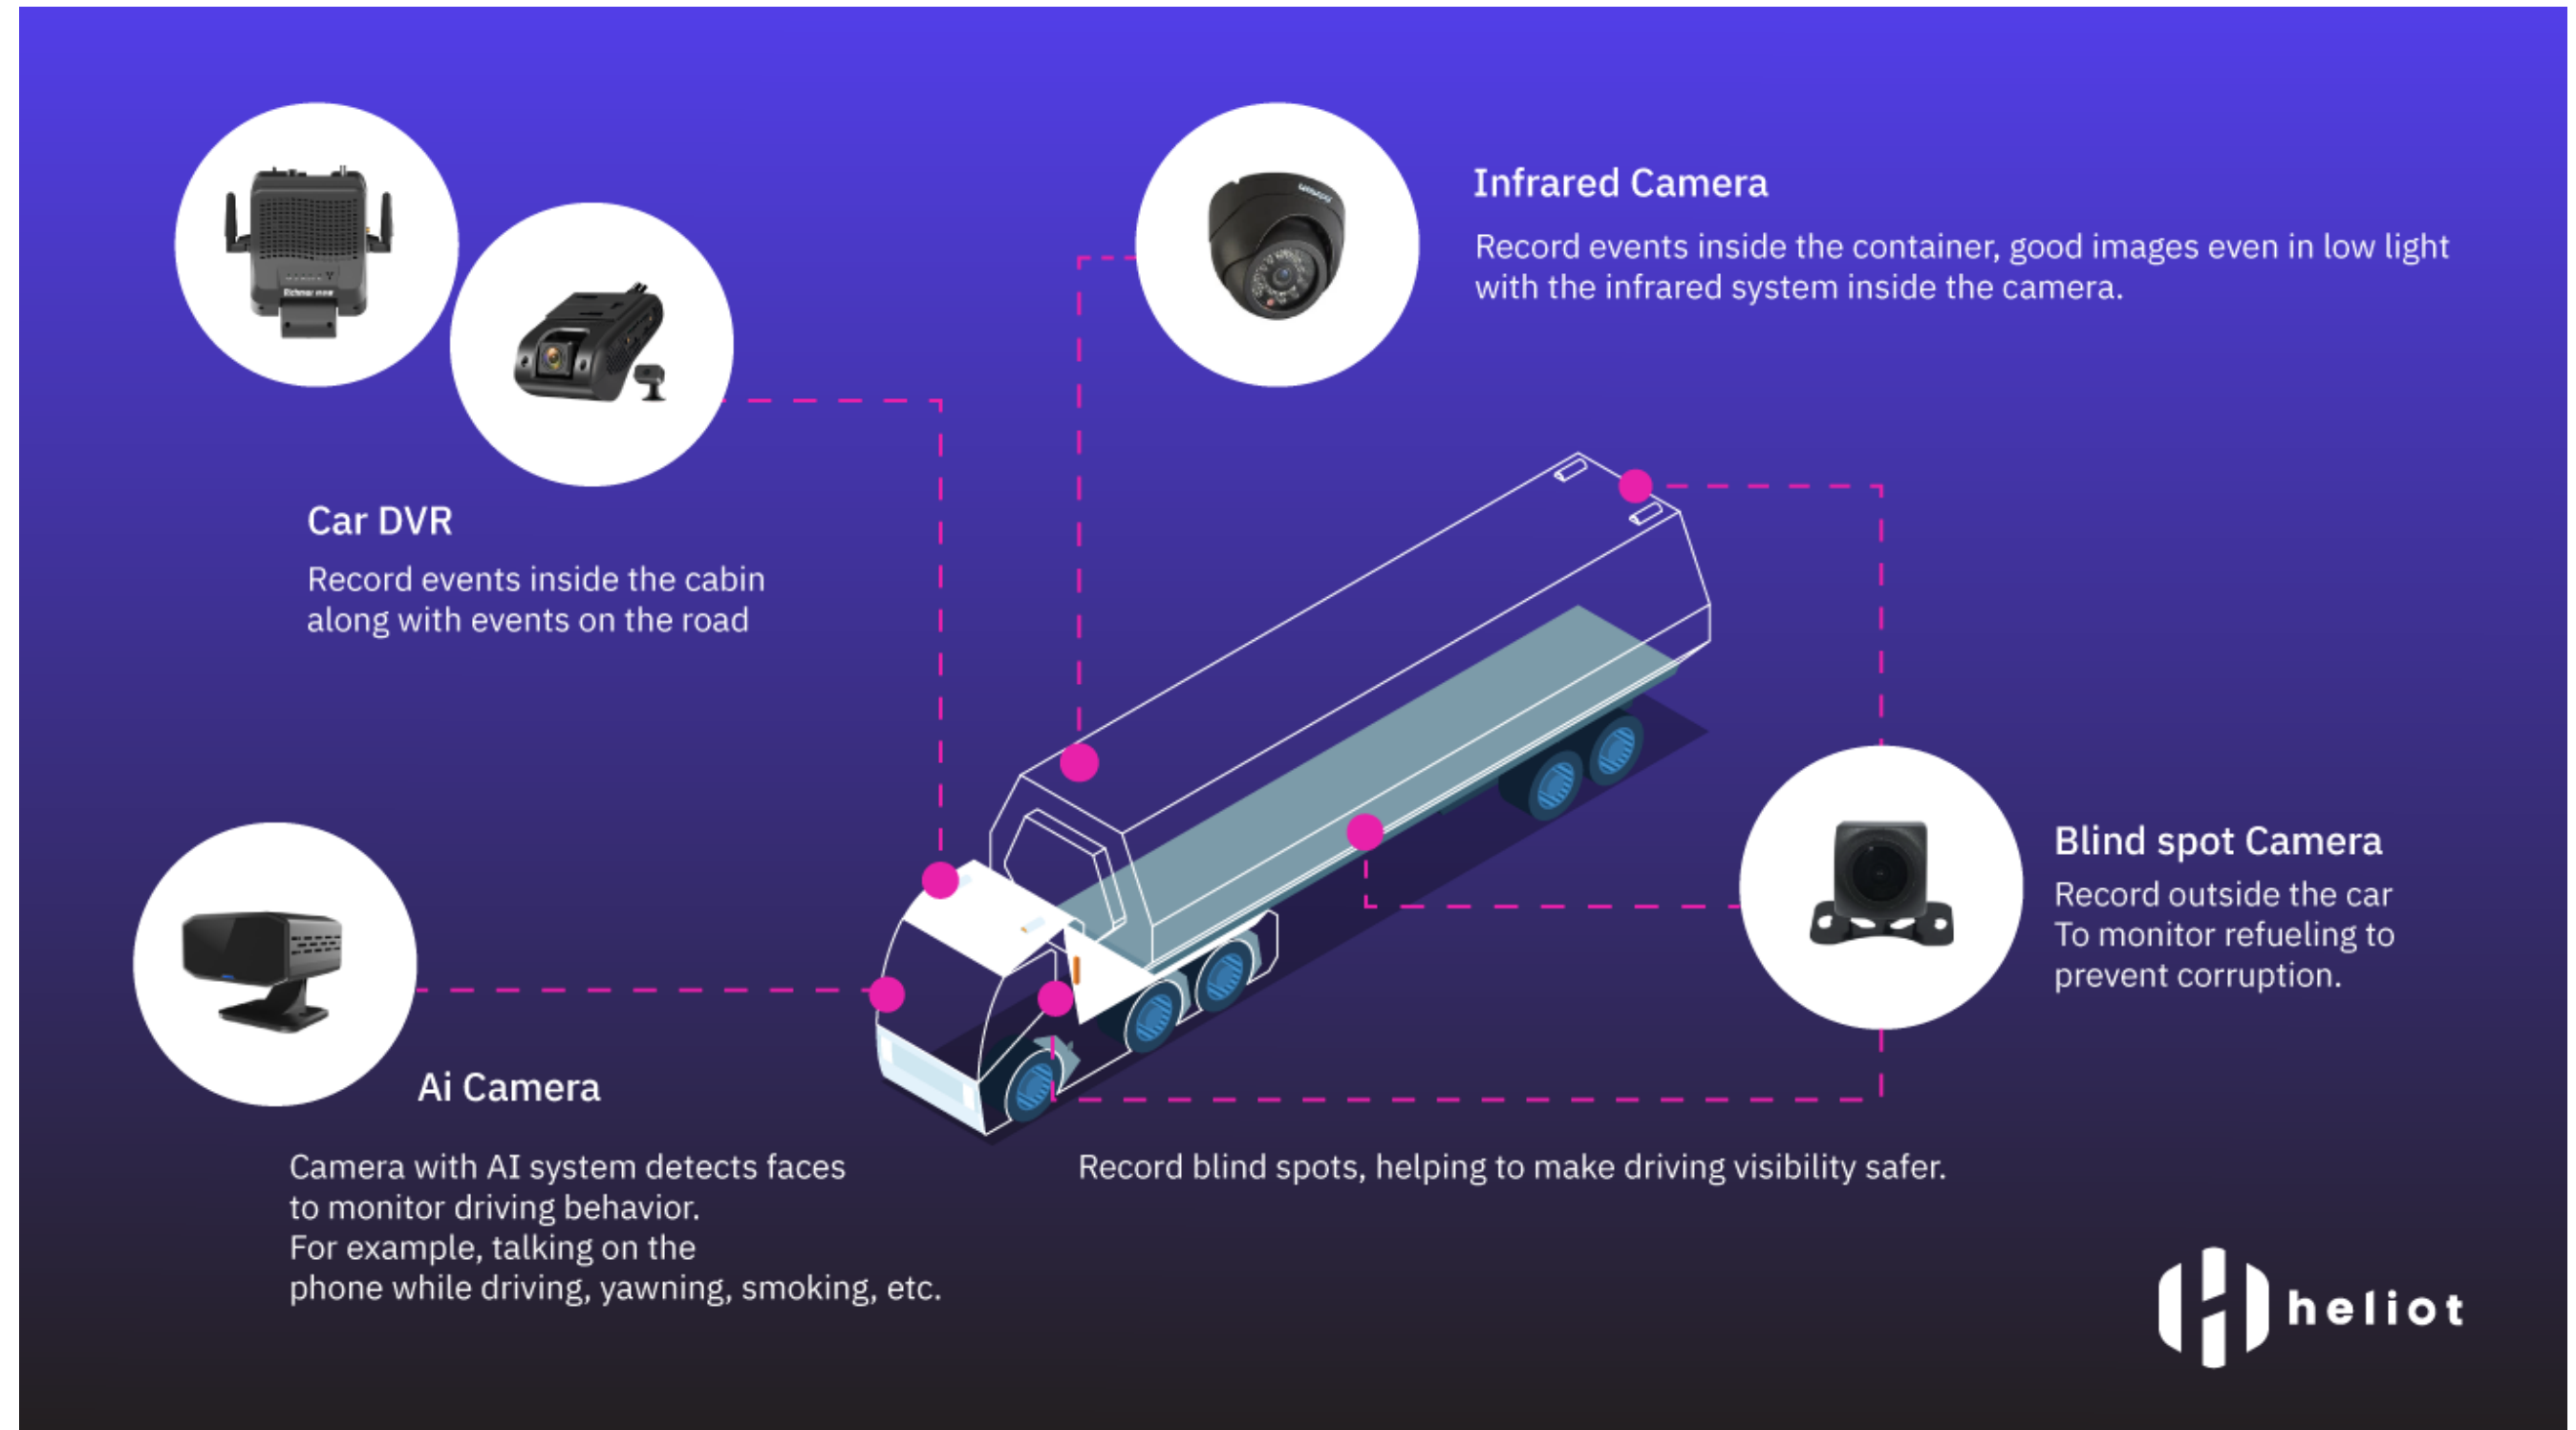 Infrared Camera
Record events inside the container, good images even in low light
with the infrared system inside the camera.
Car DVR
Record events inside the cabin
along with events on the road
Blind spot Camera
Record outside the car
To monitor refueling to
prevent corruption.
Ai Camera
Camera with AI system detects faces
to monitor driving behavior.
For example, talking on the
phone while driving, yawning, smoking, etc.
Record blind spots, helping to make driving visibility safer.
heliot